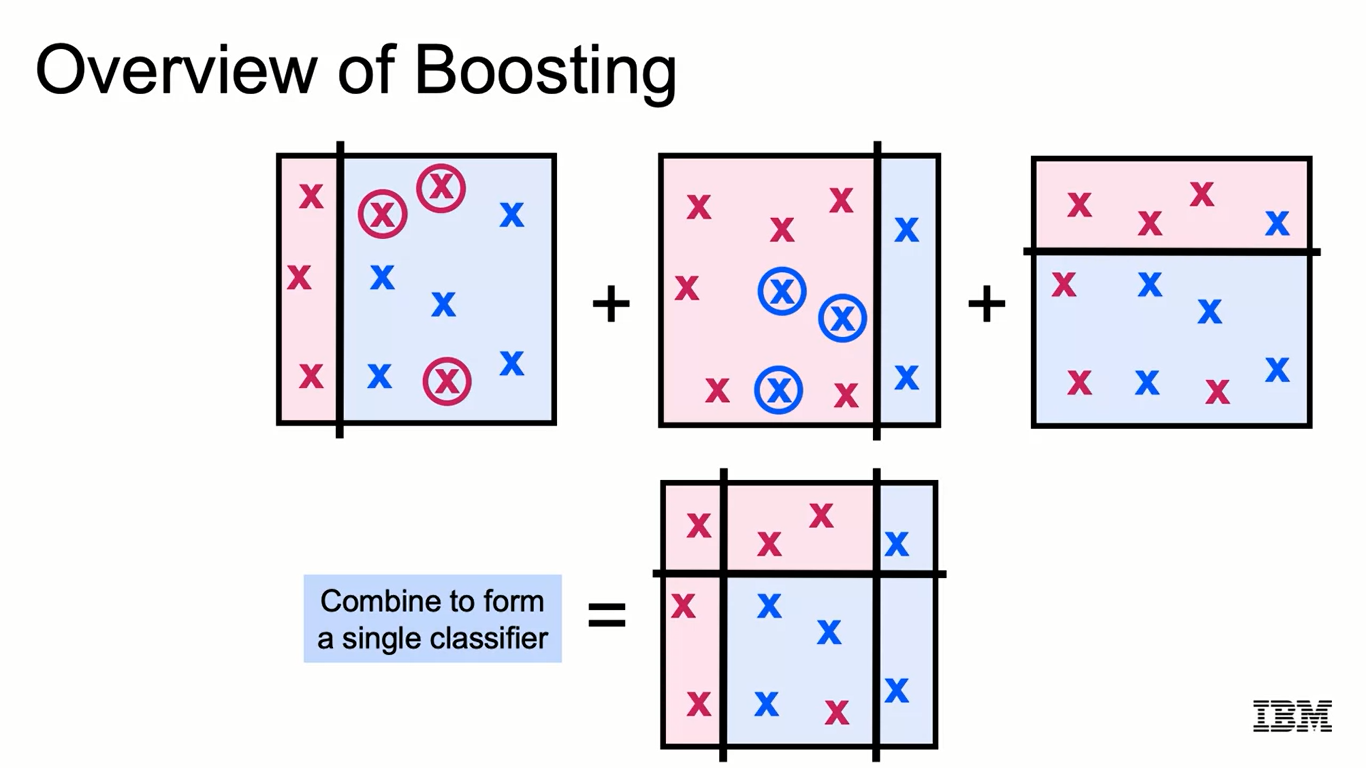 Overview of Boosting
x x x x
x x x
x x x x
+
x x x x
x x x
x x x x
+
x x x x
x x x
x x x x
Combine to form
a single classifier
=
x x x x
x x x
x x x x
IBM